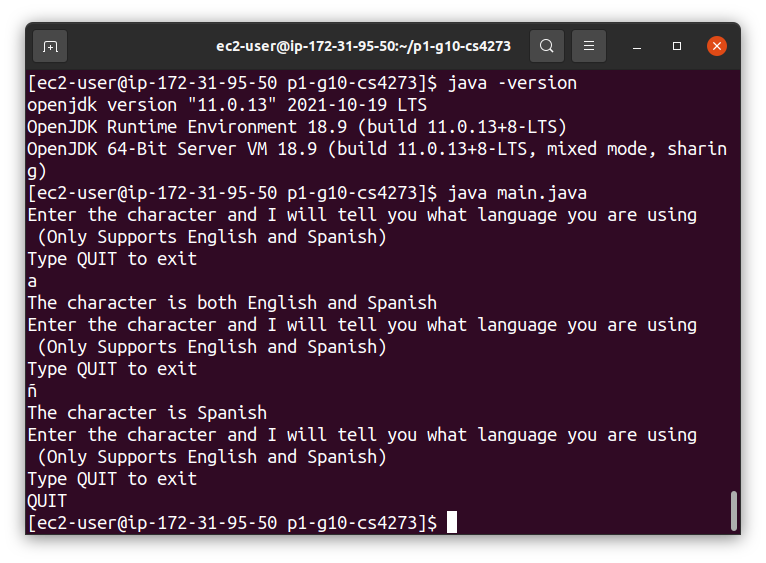 ec2-user@ip-172-31-95-50:~/p1-g10-cs4273
[ec2-user@ip-172-31-95-50 p1-g10-cs4273]$ java -version
openjdk version "11.0.13" 2021-10-19 LTS
OpenJDK Runtime Environment 18.9 (build 11.0.13+8-LTS)
OpenJDK 64-Bit Server VM 18.9 (build 11.0.13+8-LTS, mixed mode, sharin
g)
[ec2-user@ip-172-31-95-50 p1-g10-cs4273]$ java main.java
Enter the character and I will tell you what language you are using
 (Only Supports English and Spanish)
Type QUIT to exit
a
The character is both English and Spanish
Enter the character and I will tell you what language you are using
 (Only Supports English and Spanish)
Type QUIT to exit
ñ
The character is Spanish
Enter the character and I will tell you what language you are using
 (Only Supports English and Spanish)
Type QUIT to exit
QUIT
[ec2-user@ip-172-31-95-50 p1-g10-cs4273]$